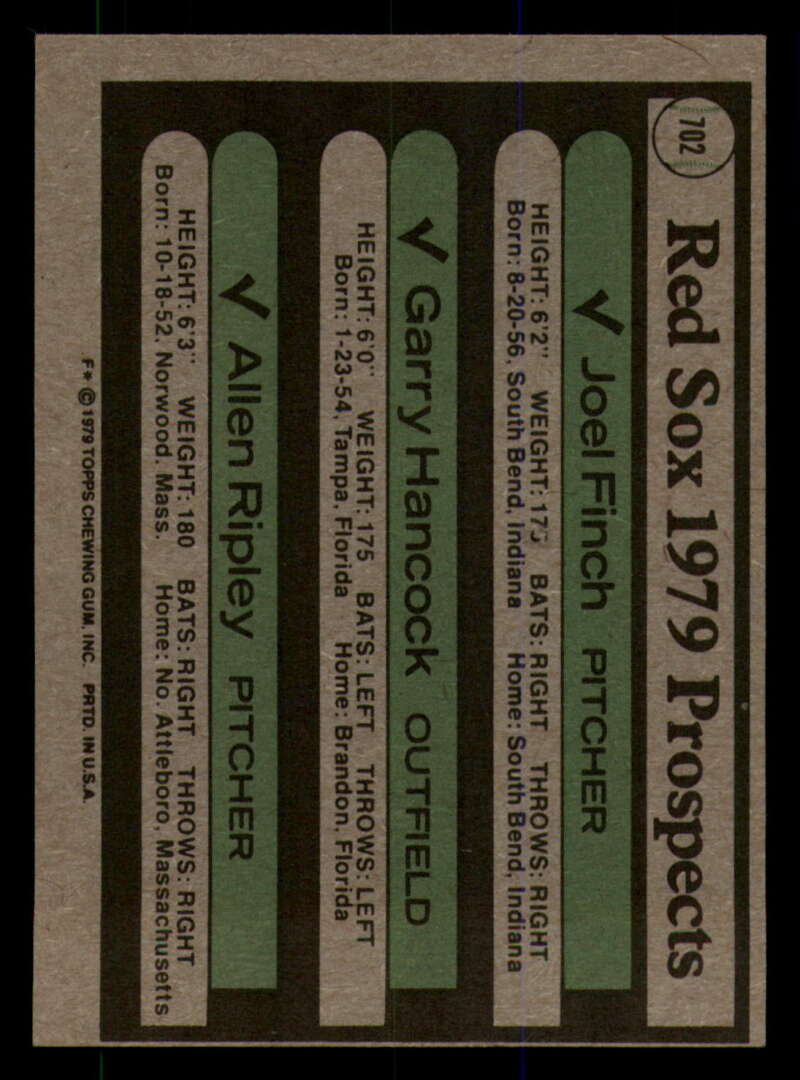 702
Red Sox 1979 Prospects
✓ Joel Finch PITCHER
HEIGHT: 6'2" WEIGHT: 175 BATS: RIGHT THROWS: RIGHT
Born: 8-20-56, South Bend, Indiana Home: South Bend, Indiana
✓ Garry Hancock OUTFIELD
HEIGHT: 6'0" WEIGHT: 175 BATS: LEFT THROWS: LEFT
Born: 1-23-54, Tampa, Florida Home: Brandon, Florida
✓ Allen Ripley PITCHER
HEIGHT: 6'3" WEIGHT: 180 BATS: RIGHT THROWS: RIGHT
Born: 10-18-52, Norwood, Mass. Home: No. Attleboro, Massachusetts
F* © 1979 TOPPS CHEWING GUM, INC. PRTD. IN U.S.A.